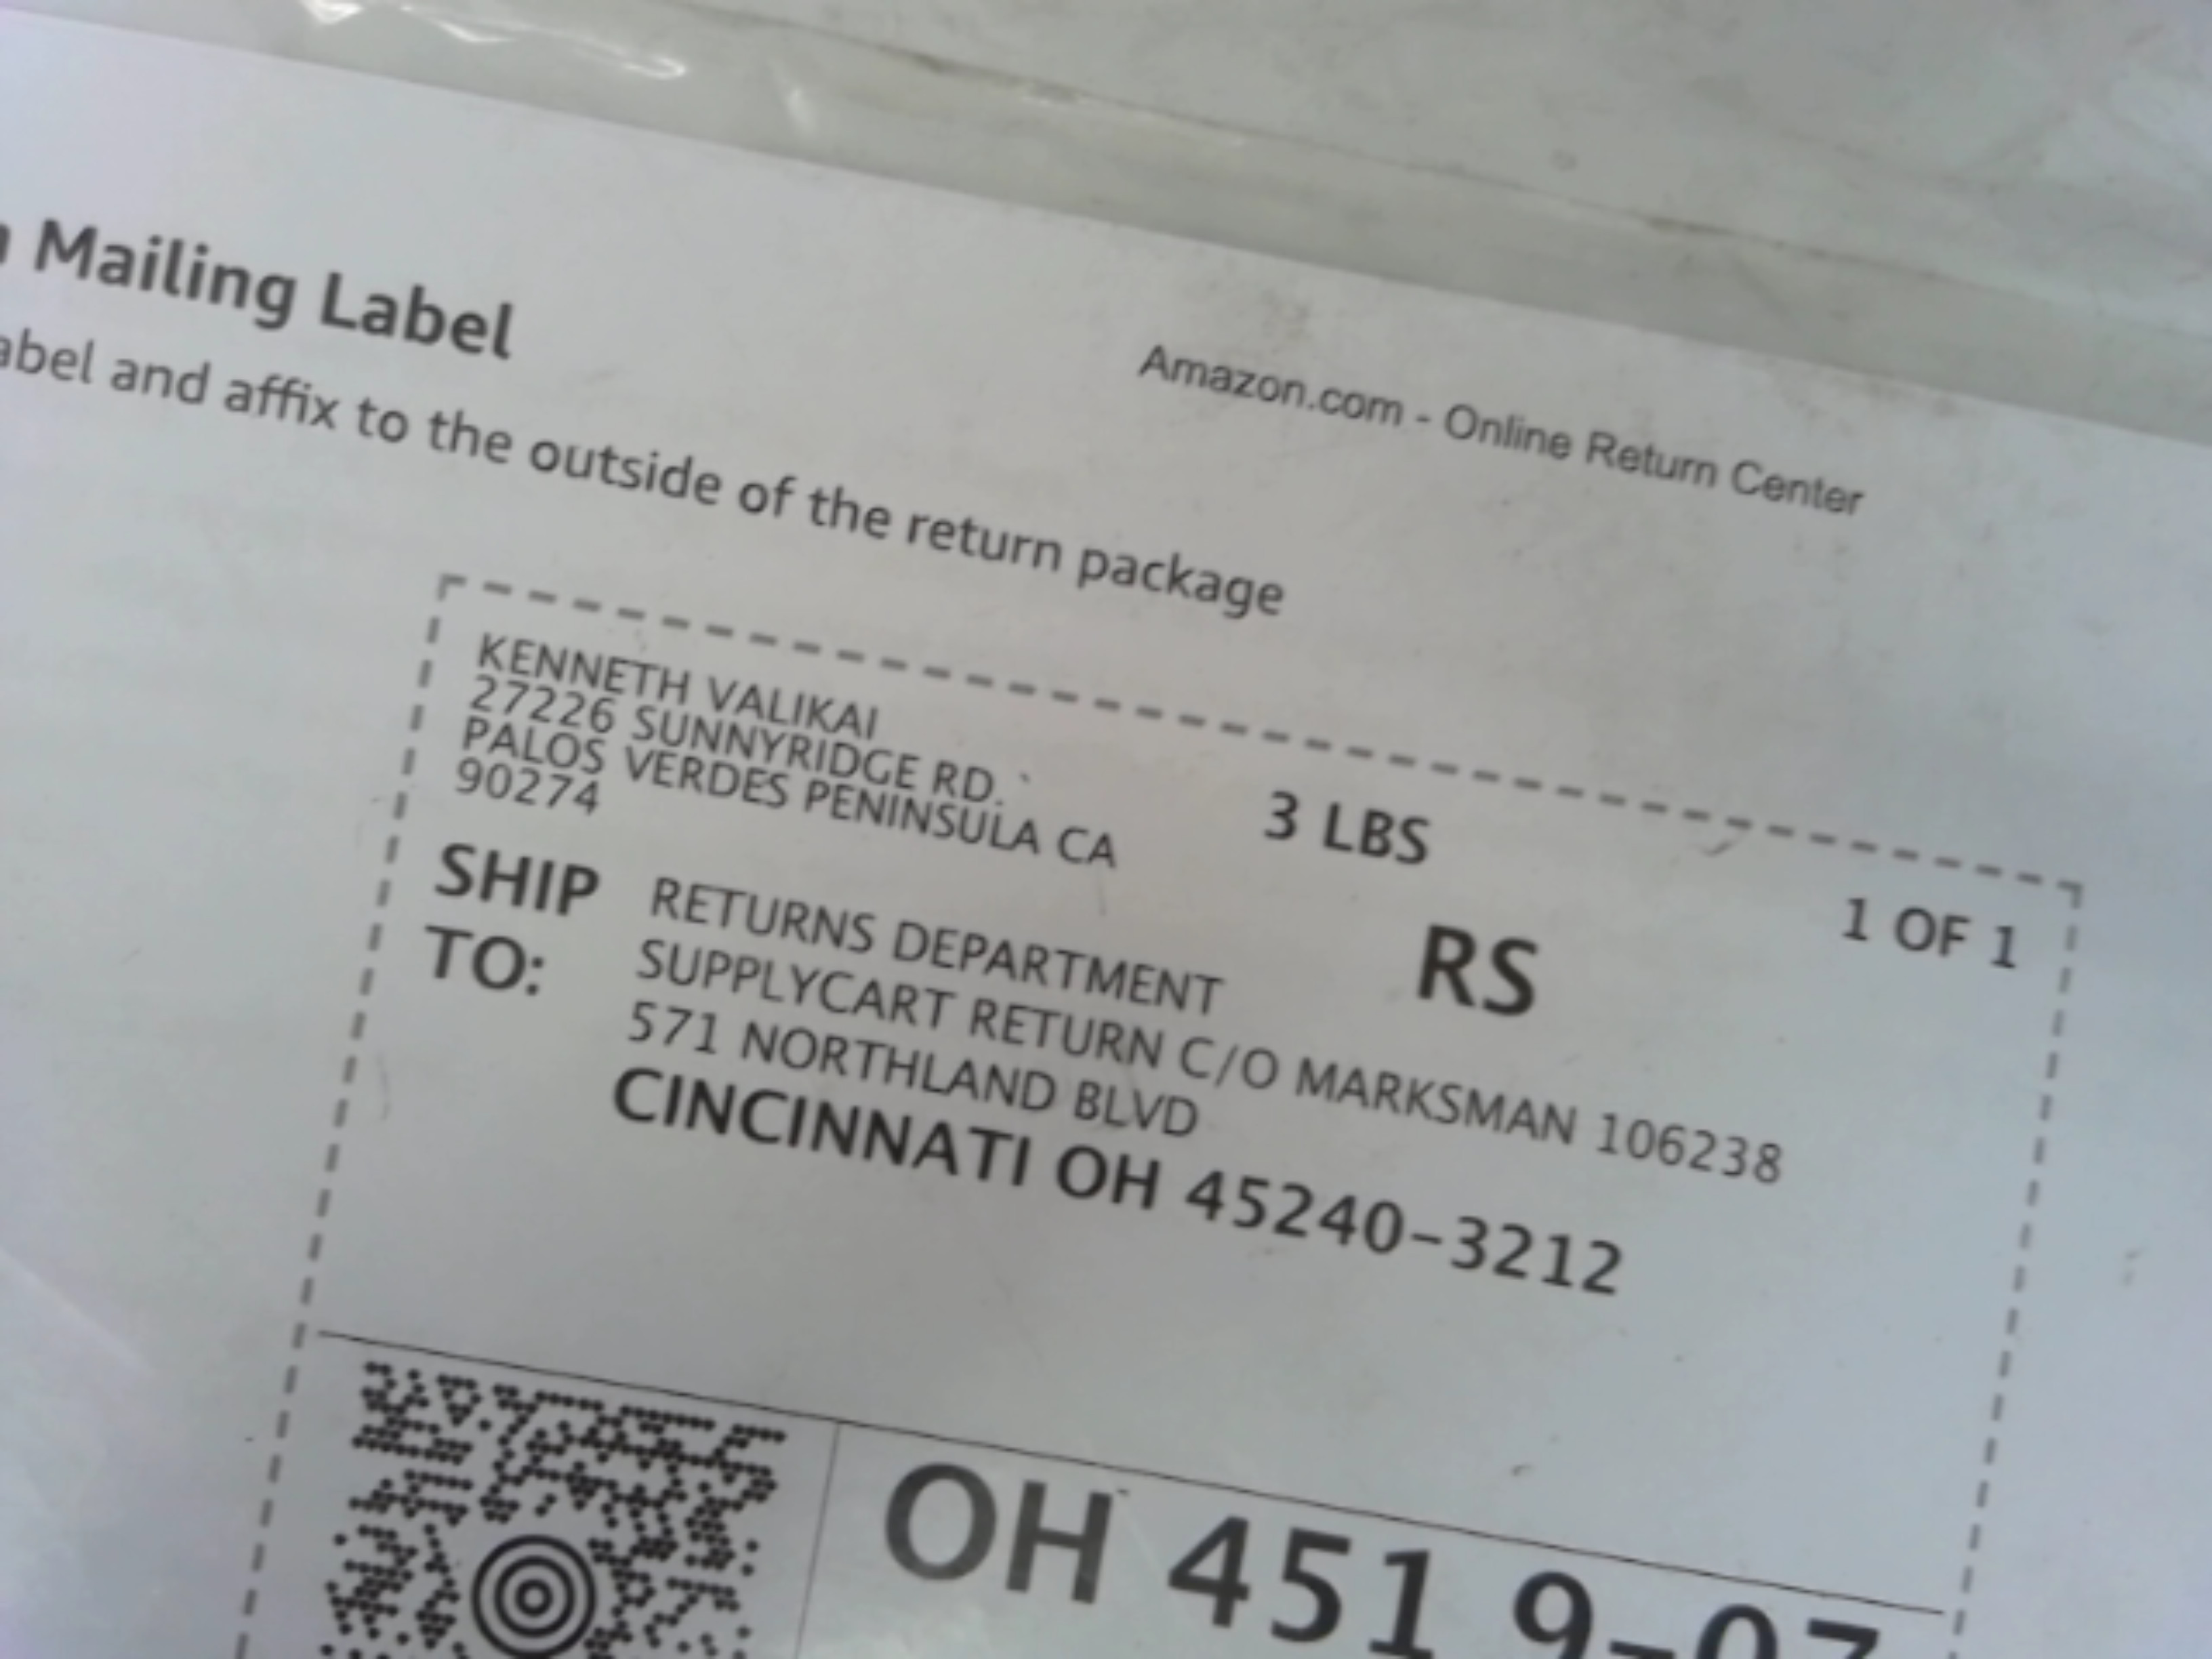 Mailing Label
Amazon.com - Online Return Center
abel and affix to the outside of the return package
KENNETH VALIKAI
27226 SUNNYRIDGE RD. `
PALOS VERDES PENINSULA CA
90274
3 LBS
1 OF 1
RS
SHIP
TO:
RETURNS DEPARTMENT
SUPPLYCART RETURN C/O MARKSMAN 106238
571 NORTHLAND BLVD
CINCINNATI OH 45240-3212
OH 451 9-07